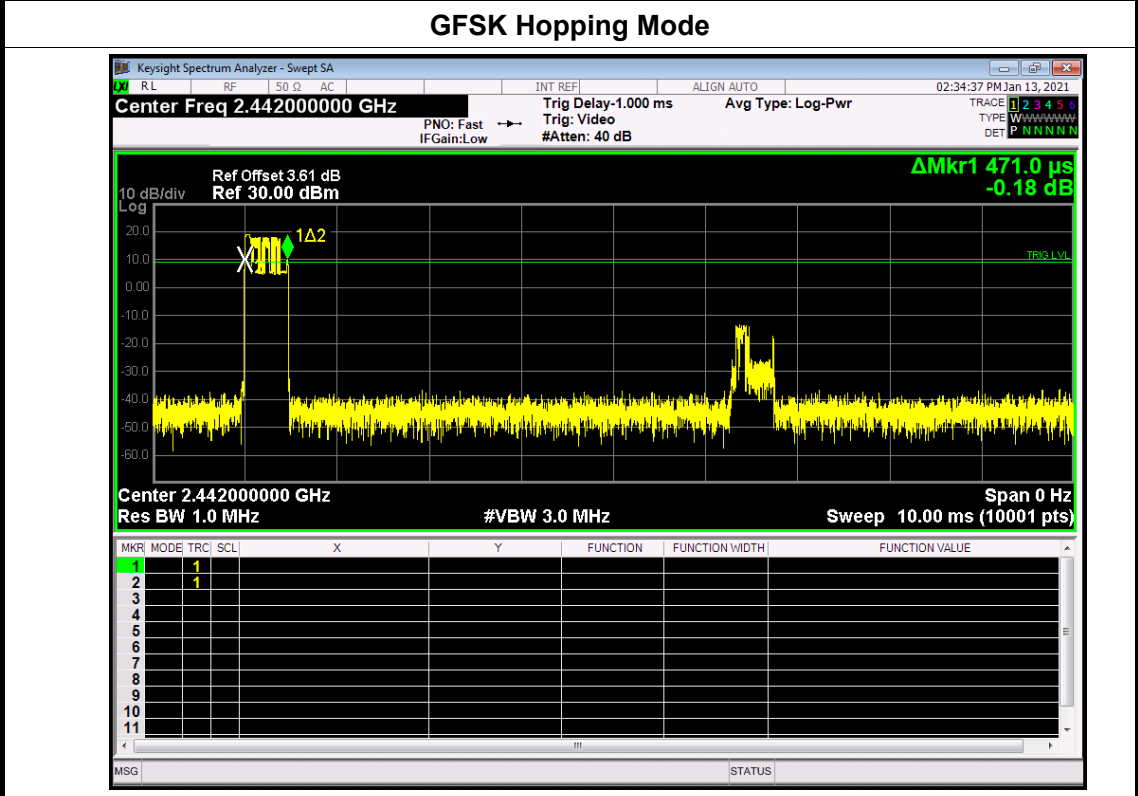 GFSK Hopping Mode
Keysight Spectrum Analyzer - Swept SA
LXI RL RF 50 Ω AC INT REF ALIGN AUTO 02:34:37 PM Jan 13, 2021
Center Freq 2.442000000 GHz
PNO: Fast
IFGain:Low
Trig Delay-1.000 ms
Trig: Video
#Atten: 40 dB
Avg Type: Log-Pwr
TRACE 1 2 3 4 5 6
TYPE WWWWWW
DET P N N N N N
ΔMkr1 471.0 µs
-0.18 dB
Ref Offset 3.61 dB
10 dB/div Ref 30.00 dBm
Log
20.0
10.0
0.00
-10.0
-20.0
-30.0
-40.0
-50.0
-60.0
X
1Δ2
TRIG LVL
Center 2.442000000 GHz Span 0 Hz
Res BW 1.0 MHz #VBW 3.0 MHz Sweep 10.00 ms (10001 pts)
MKR MODE TRC SCL X Y FUNCTION FUNCTION WIDTH FUNCTION VALUE
1 1
2 1
3
4
5
6
7
8
9
10
11
MSG STATUS